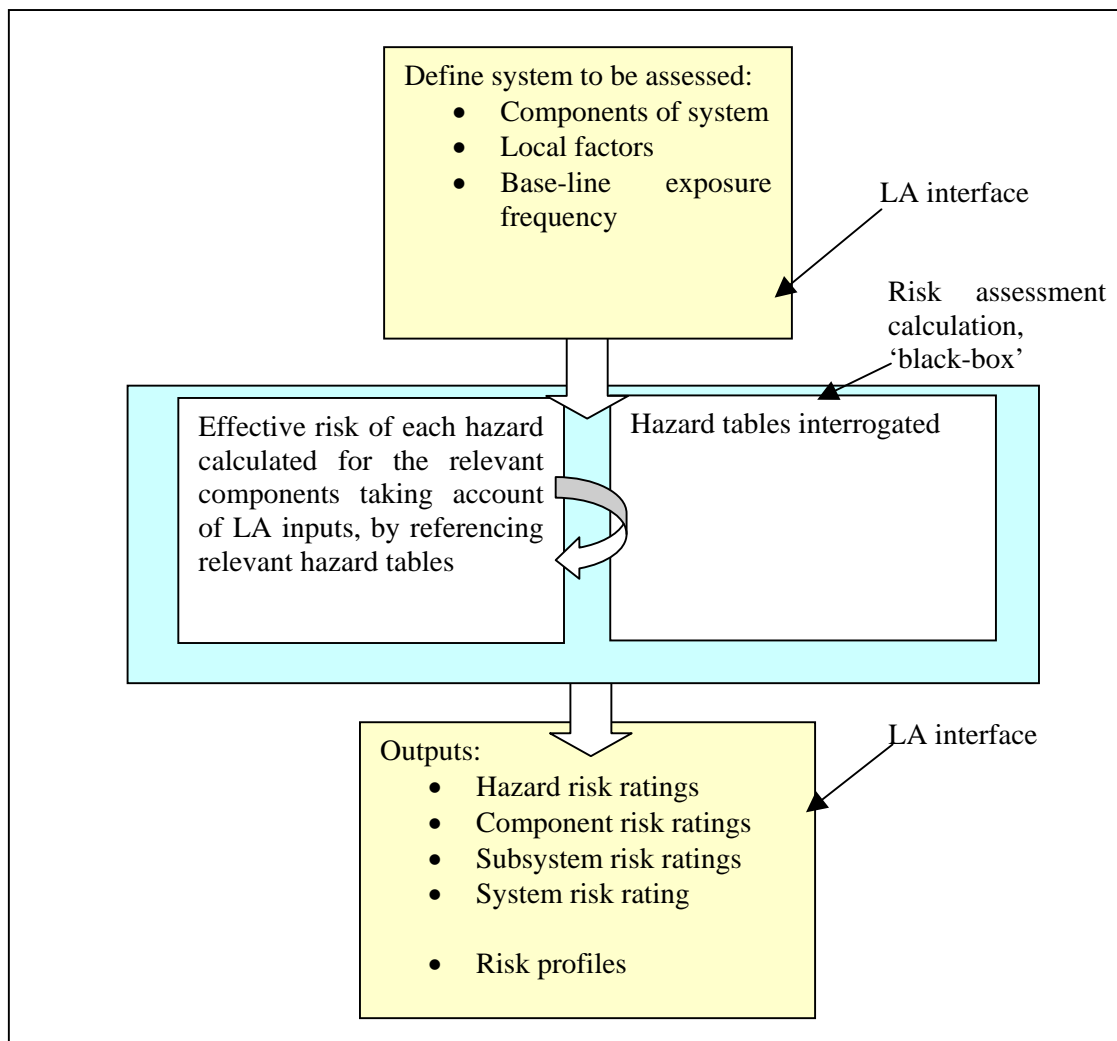 Define system to be assessed:
• Components of system
• Local factors
• Base-line exposure
frequency
LA interface
Risk assessment
calculation,
‘black-box’
Effective risk of each hazard
calculated for the relevant
components taking account
of LA inputs, by referencing
relevant hazard tables
Hazard tables interrogated
LA interface
Outputs:
• Hazard risk ratings
• Component risk ratings
• Subsystem risk ratings
• System risk rating
• Risk profiles